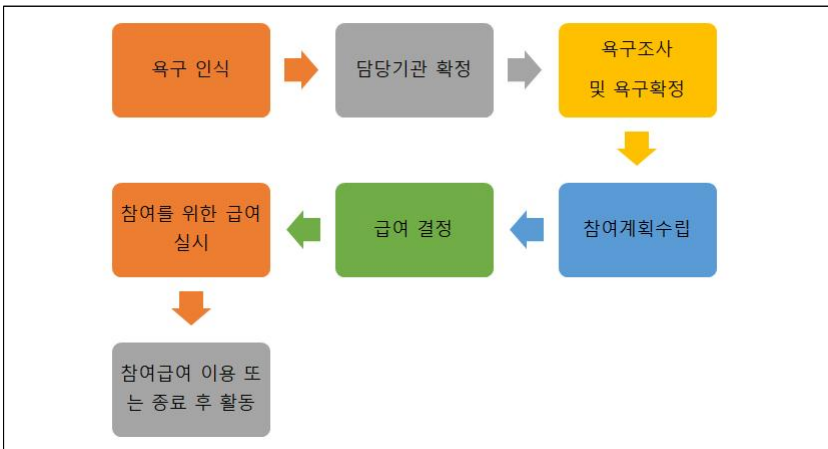 욕구 인식
담당기관 확정
욕구조사
및 욕구확정
참여계획수립
급여 결정
참여를 위한 급여
실시
참여급여 이용 또
는 종료 후 활동